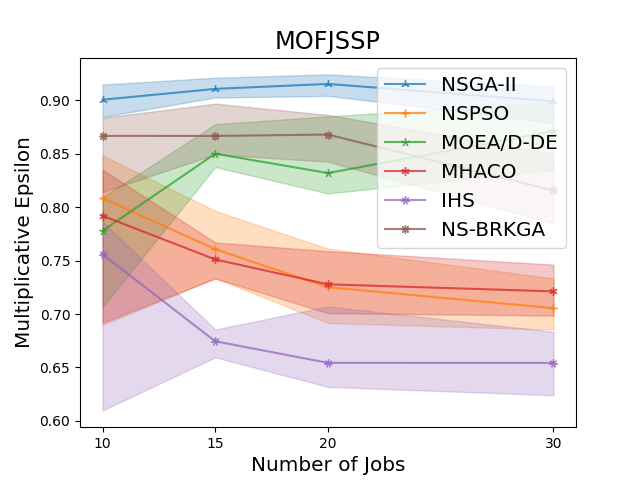 MOFJSSP
Multiplicative Epsilon
0.90
0.85
0.80
0.75
0.70
0.65
0.60
10
15
20
30
Number of Jobs
NSGA-II
NSPSO
MOEA/D-DE
MHACO
IHS
NS-BRKGA